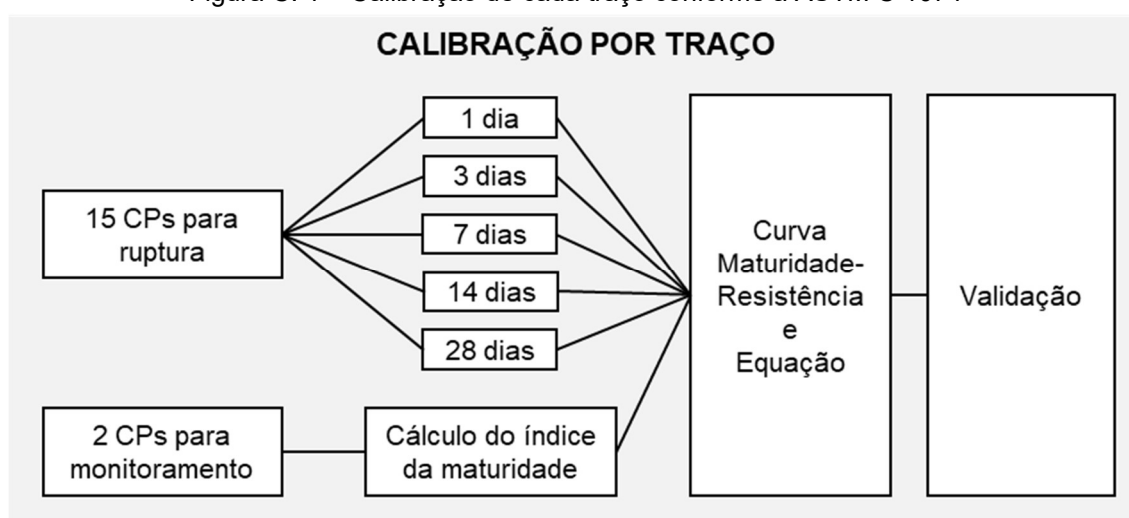 CALIBRAÇÃO POR TRAÇO
1 dia
3 dias
7 dias
14 dias
28 dias
15 CPs para
ruptura
2 CPs para
monitoramento
Cálculo do índice
da maturidade
Curva
Maturidade-
Resistência
e
Equação
Validação